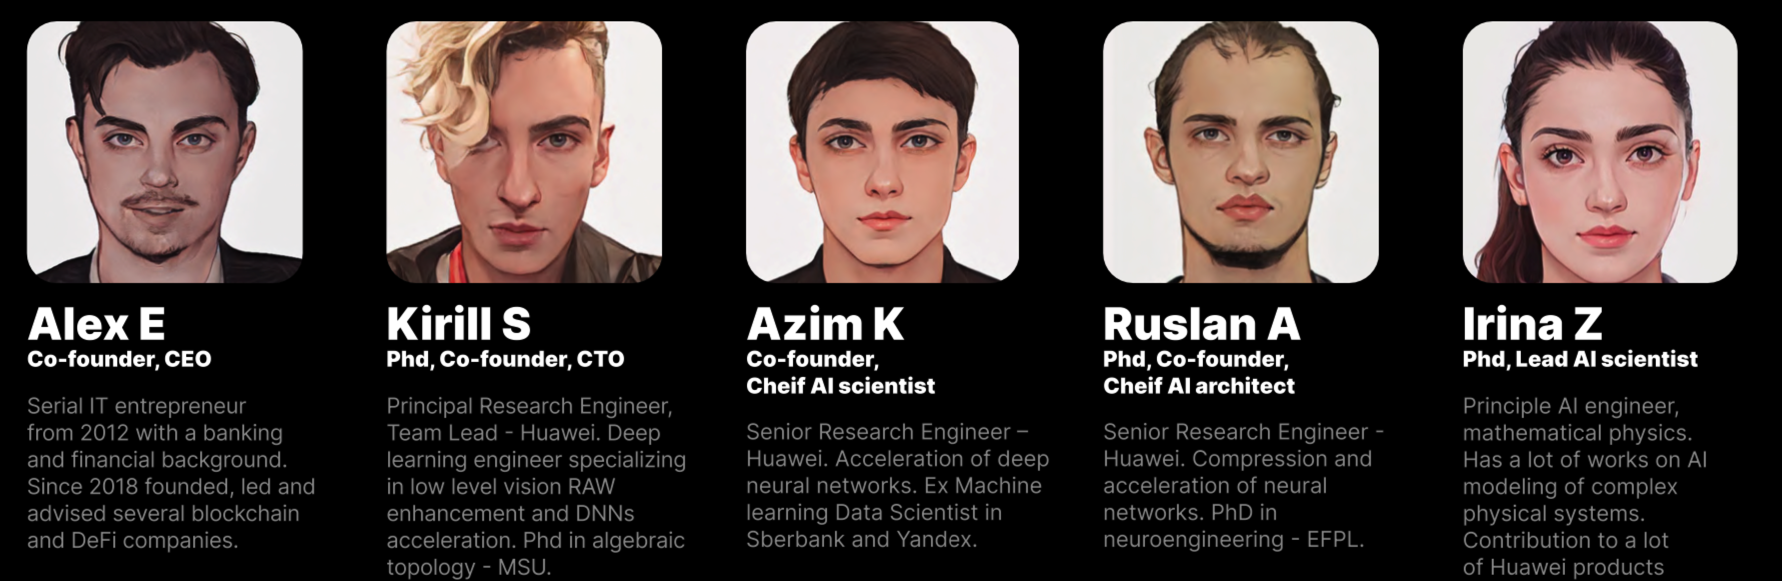 Alex E
Co-founder, CEO
Serial IT entrepreneur
from 2012 with a banking
and financial background.
Since 2018 founded, led and
advised several blockchain
and DeFi companies.
Kirill S
Phd, Co-founder, CTO
Principal Research Engineer,
Team Lead - Huawei. Deep
learning engineer specializing
in low level vision RAW
enhancement and DNNs
acceleration. Phd in algebraic
topology - MSU.
Azim K
Co-founder,
Cheif AI scientist
Senior Research Engineer –
Huawei. Acceleration of deep
neural networks. Ex Machine
learning Data Scientist in
Sberbank and Yandex.
Ruslan A
Phd, Co-founder,
Cheif AI architect
Senior Research Engineer -
Huawei. Compression and
acceleration of neural
networks. PhD in
neuroengineering - EFPL.
Irina Z
Phd, Lead AI scientist
Principle AI engineer,
mathematical physics.
Has a lot of works on AI
modeling of complex
physical systems.
Contribution to a lot
of Huawei products